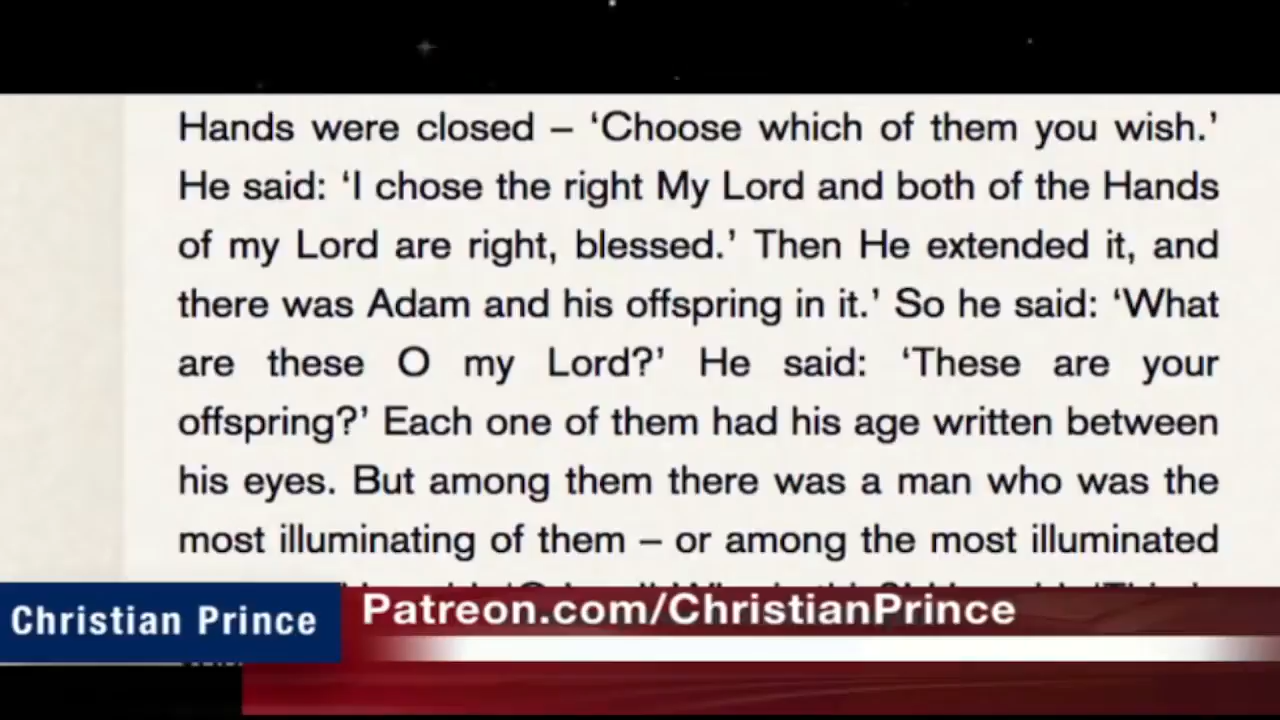 Hands were closed – ‘Choose which of them you wish.’
He said: ‘I chose the right My Lord and both of the Hands
of my Lord are right, blessed.’ Then He extended it, and
there was Adam and his offspring in it.’ So he said: ‘What
are these O my Lord?’ He said: ‘These are your
offspring?’ Each one of them had his age written between
his eyes. But among them there was a man who was the
most illuminating of them – or among the most illuminated
Christian Prince
Patreon.com/ChristianPrince